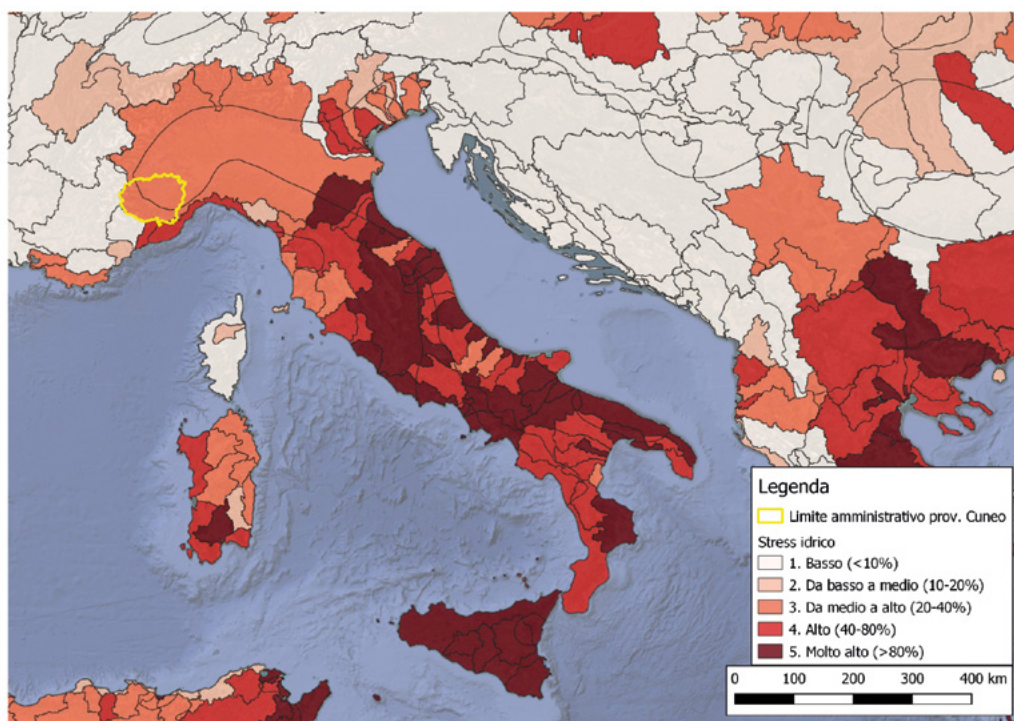 Legenda
Limite amministrativo prov. Cuneo
Stress idrico
1. Basso (<10%)
2. Da basso a medio (10-20%)
3. Da medio a alto (20-40%)
4. Alto (40-80%)
5. Molto alto (>80%)
0 100 200 300 400 km